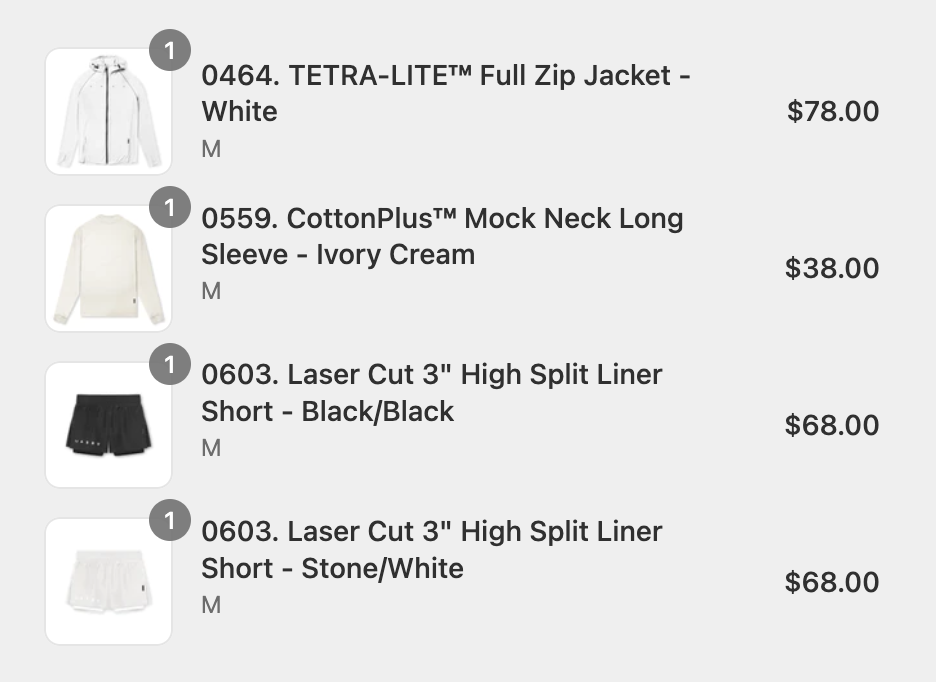 1
0464. TETRA-LITE™ Full Zip Jacket -
White
M
$78.00
1
0559. CottonPlus™ Mock Neck Long
Sleeve - Ivory Cream
M
$38.00
1
0603. Laser Cut 3" High Split Liner
Short - Black/Black
M
$68.00
1
0603. Laser Cut 3" High Split Liner
Short - Stone/White
M
$68.00